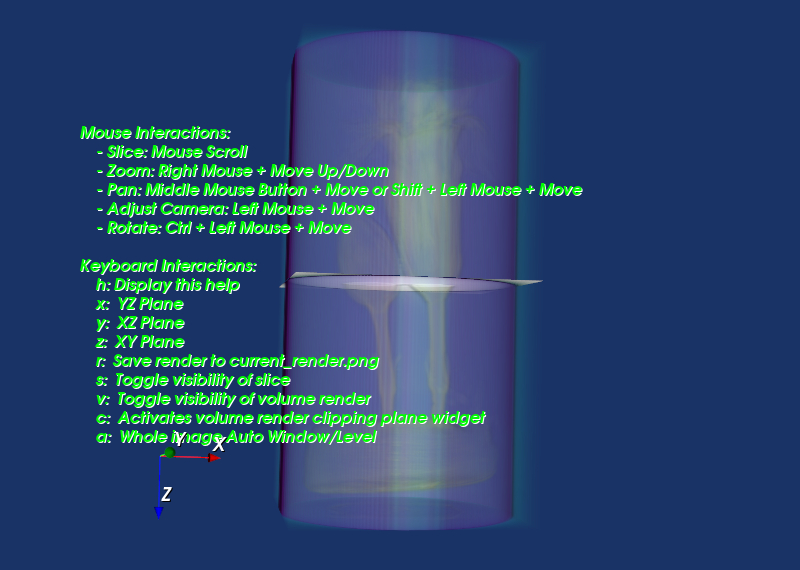 Mouse Interactions:
- Slice: Mouse Scroll
- Zoom: Right Mouse + Move Up/Down
- Pan: Middle Mouse Button + Move or Shift + Left Mouse + Move
- Adjust Camera: Left Mouse + Move
- Rotate: Ctrl + Left Mouse + Move
Keyboard Interactions:
h: Display this help
x: YZ Plane
y: XZ Plane
z: XY Plane
r: Save render to current_render.png
s: Toggle visibility of slice
v: Toggle visibility of volume render
c: Activates volume render clipping plane widget
a: Whole Image Auto Window/Level
Y X
Z